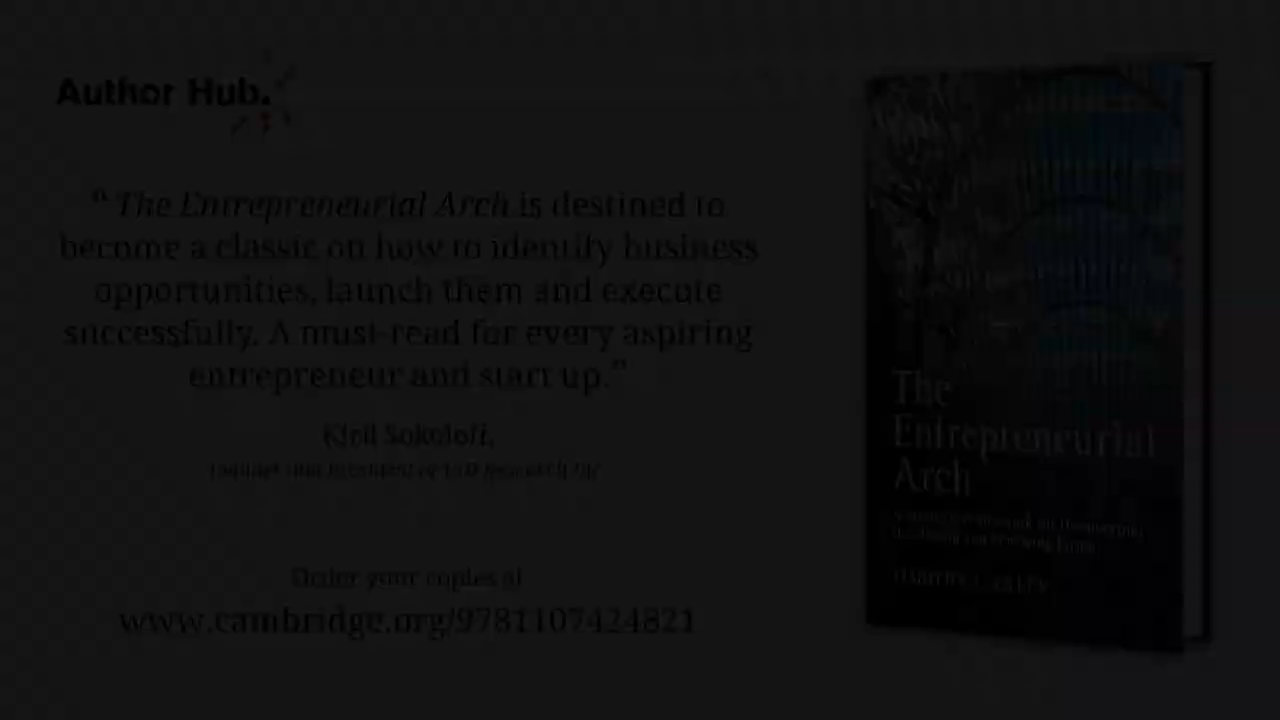 Author Hub.
“The Entrepreneurial Arch is destined to
become a classic on how to identify business
opportunities, launch them and execute
successfully. A must-read for every aspiring
entrepreneur and start up.”
Kiril Sokoloff,
Order your copies at
www.cambridge.org/9781107424821
The
Entrepreneurial
Arch